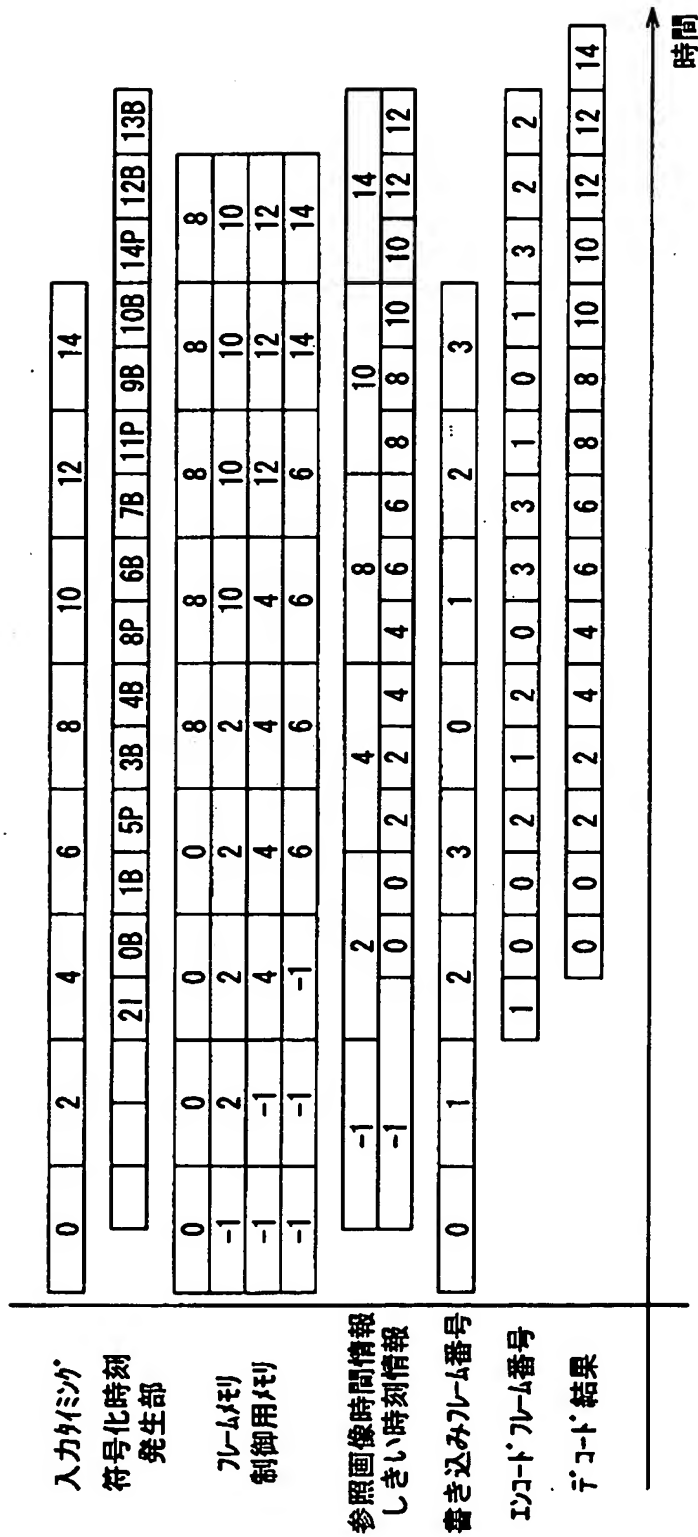 入力タイミング 0 2 4 6 8 10 12 14
符号化時刻
発生部 2I 0B 1B 5P 3B 4B 8P 6B 7B 11P 9B 10B 14P 12B 13B
フレームメモリ
制御用メモリ
0 0 0 0 8 8 8 8 8
-1 2 2 2 2 10 10 10 10
-1 -1 4 4 4 4 12 12 12
-1 -1 -1 6 6 6 6 14 14
参照画像時間情報 -1 2 4 8 10 14
しきい時刻情報 -1 0 0 2 2 4 4 6 6 8 8 10 10 12 12
書き込みフレーム番号 0 1 2 3 0 1 2 3
エンコードフレーム番号 1 0 0 2 1 2 0 3 3 1 0 1 3 2 2
デコード結果 0 0 2 2 4 4 6 6 8 8 10 10 12 12 14
時間